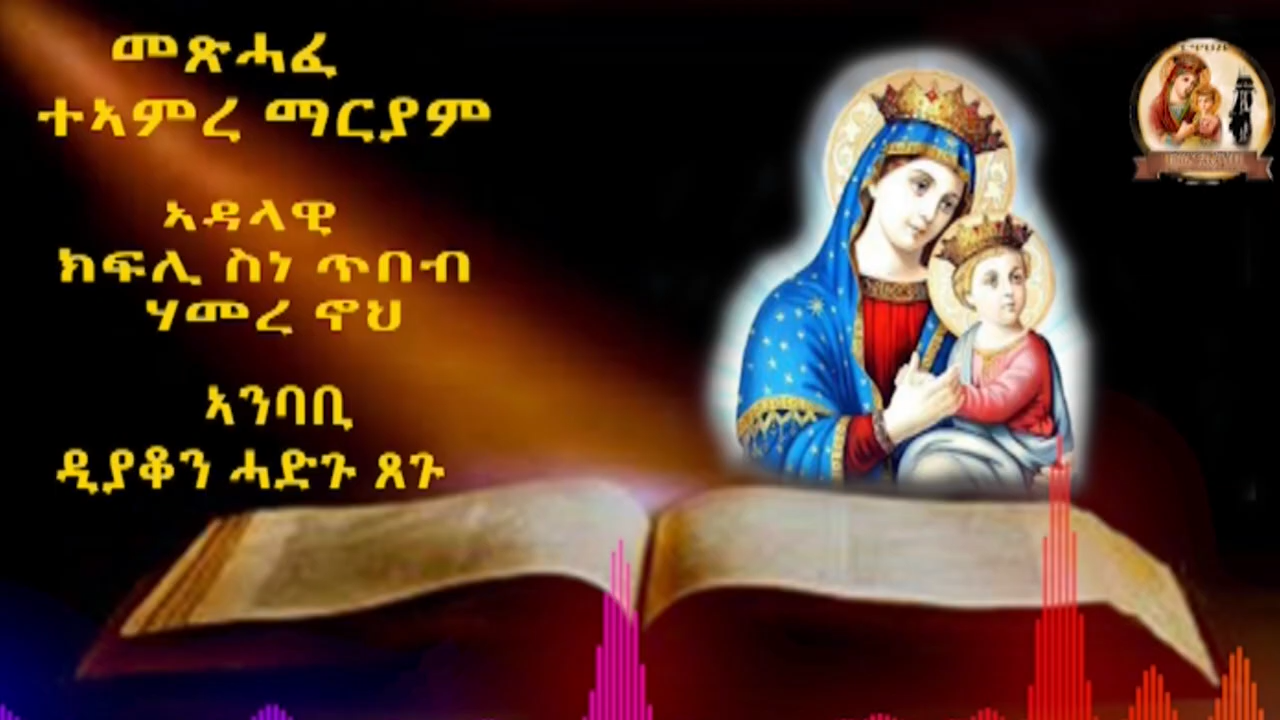 መጽሓፈ
ተኣምረ ማርያም
ኣዳላዊ
ክፍሊ ስነ ጥበብ
ሃመረ ኖህ
ኣንባቢ
ዲያቆን ሓድጉ ጸጉ